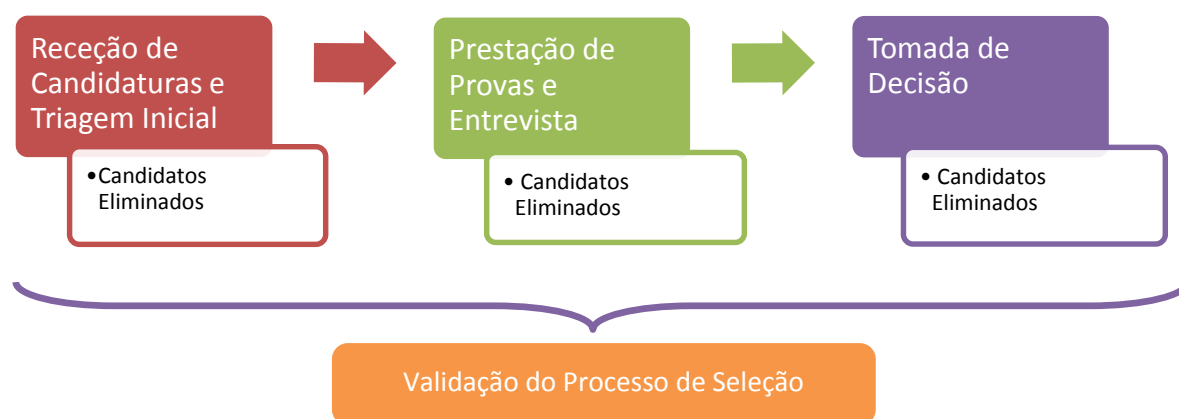 Receção de
Candidaturas e
Triagem Inicial
•Candidatos
Eliminados
Prestação de
Provas e
Entrevista
• Candidatos
Eliminados
Tomada de
Decisão
• Candidatos
Eliminados
Validação do Processo de Seleção